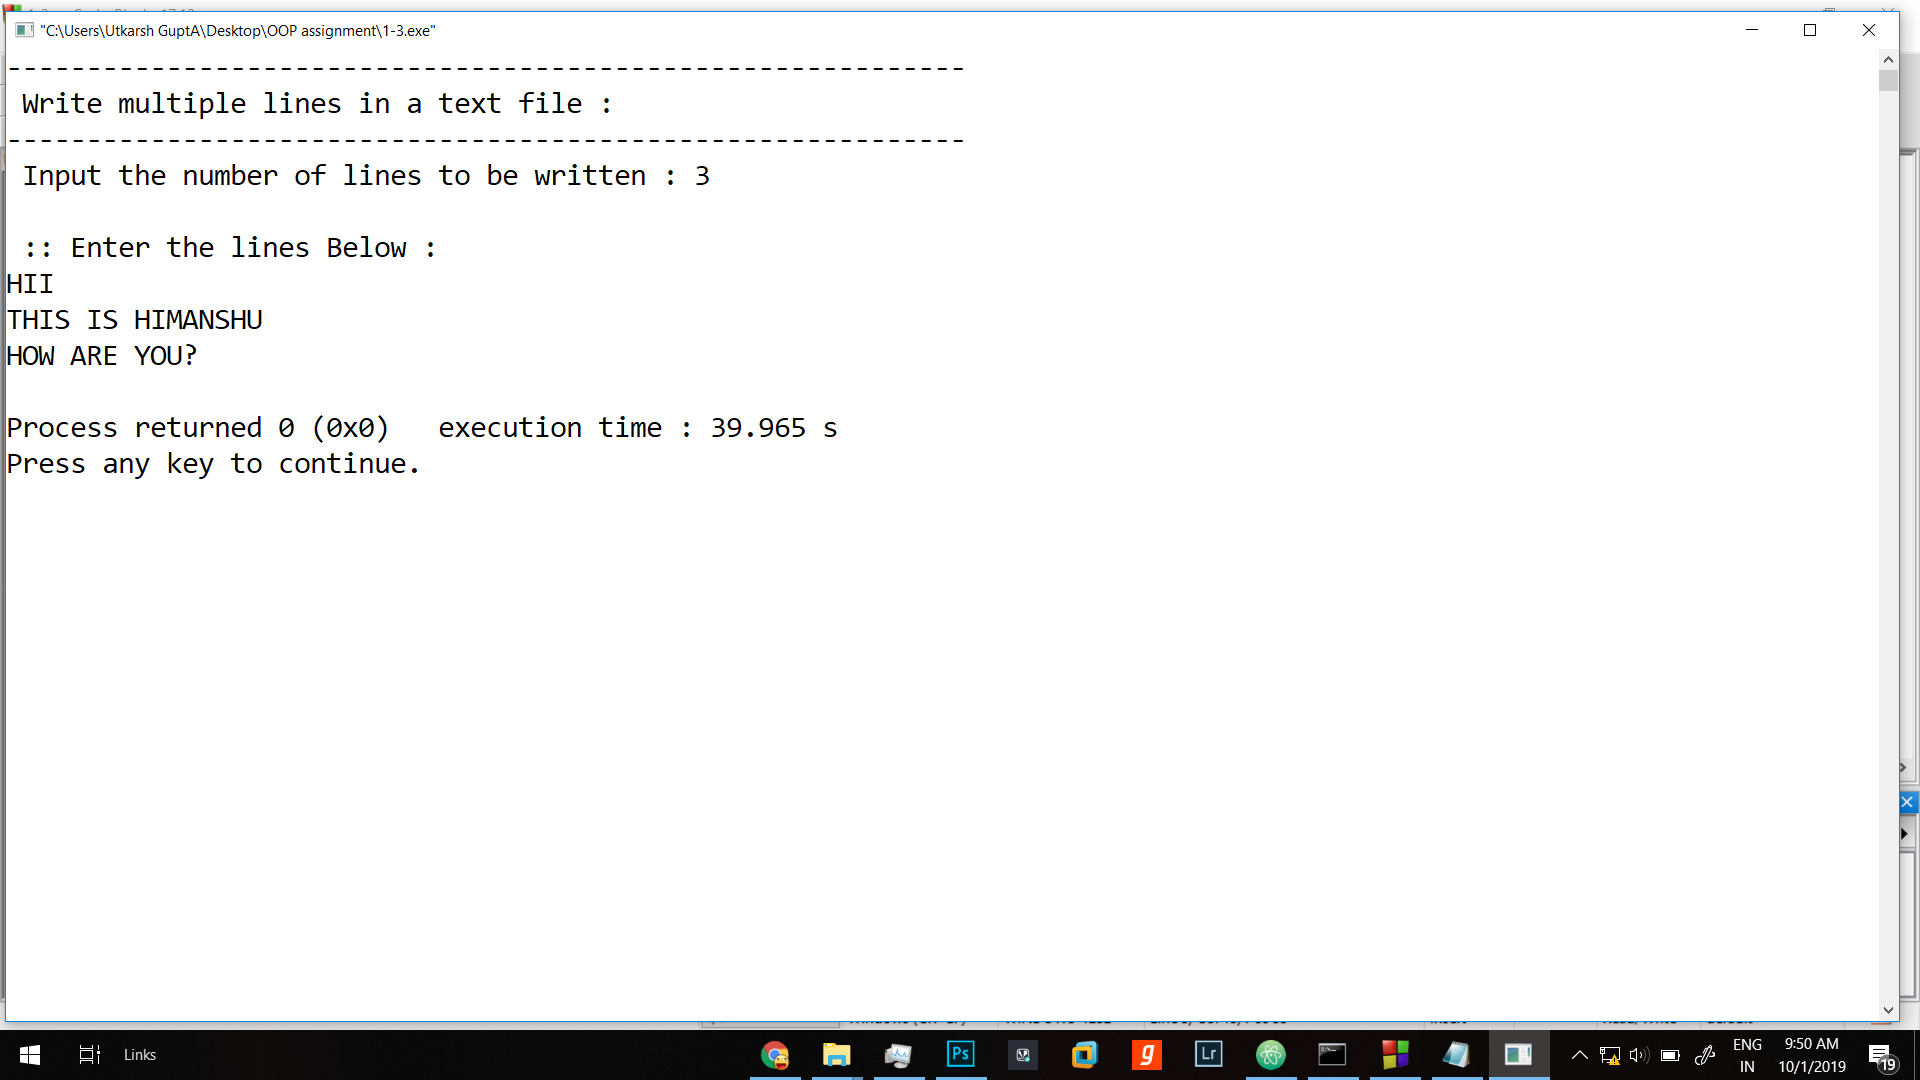 "C:\Users\Utkarsh GuptA\Desktop\OOP assignment\1-3.exe"
------------------------------------------------------------
Write multiple lines in a text file :
------------------------------------------------------------
Input the number of lines to be written : 3
:: Enter the lines Below :
HII
THIS IS HIMANSHU
HOW ARE YOU?
Process returned 0 (0x0)   execution time : 39.965 s
Press any key to continue.
Links
Ps
g
Lr
ENG
IN
9:50 AM
10/1/2019
19